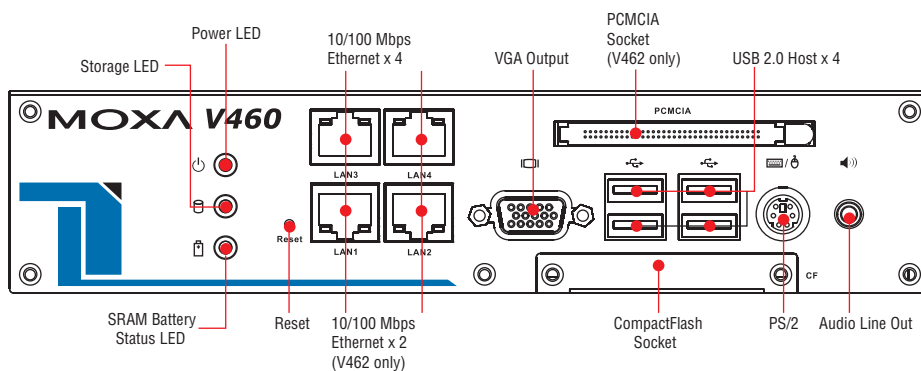 Power LED
Storage LED
10/100 Mbps
Ethernet x 4
VGA Output
PCMCIA
Socket
(V462 only)
USB 2.0 Host x 4
MOXA V460
PCMCIA
LAN3
LAN4
Reset
LAN1
LAN2
CF
SRAM Battery
Status LED
Reset
10/100 Mbps
Ethernet x 2
(V462 only)
CompactFlash
Socket
PS/2
Audio Line Out